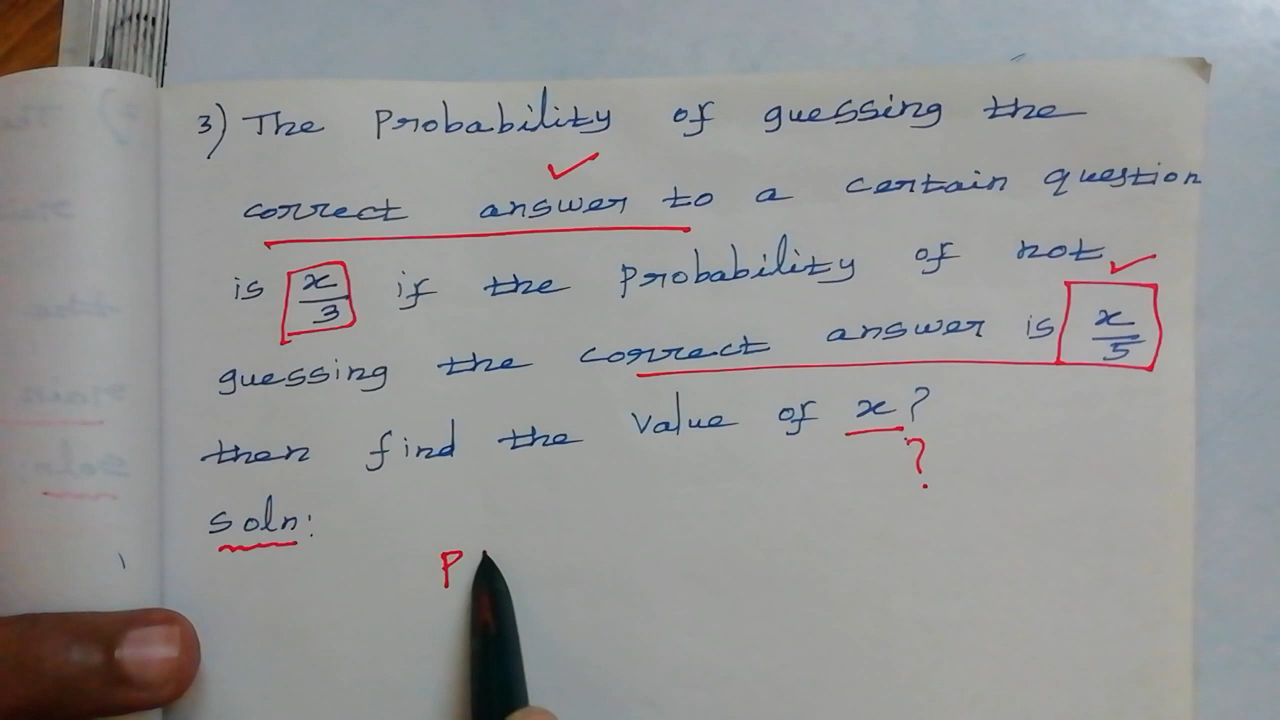 3) The Probability of guessing the
correct answer to a certain question
is x/3 if the probability of not
guessing the correct answer is x/5
then find the value of x?
?
Soln:
P